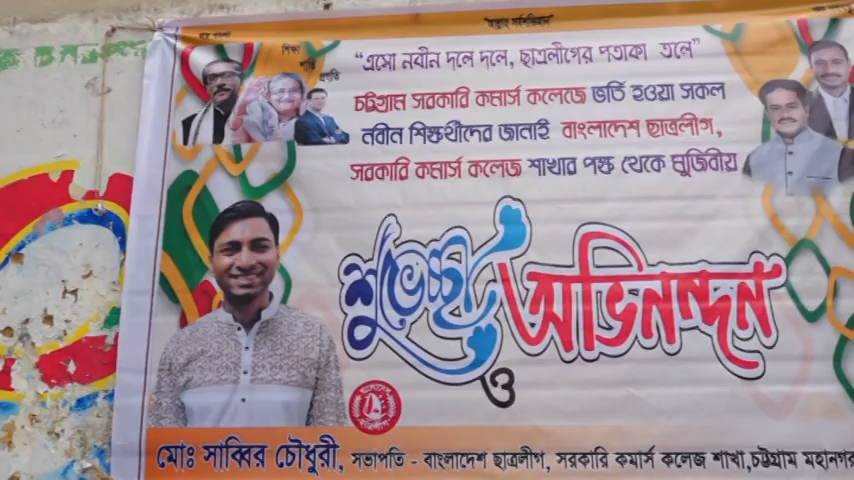 শিক্ষা
শান্তি
প্রগতি
"এসো নবীন দলে দলে, ছাত্রলীগের পতাকা তলে"
চট্টগ্রাম সরকারি কমার্স কলেজে ভর্তি হওয়া সকল
নবীন শিক্ষার্থীদের জানাই বাংলাদেশ ছাত্রলীগ,
সরকারি কমার্স কলেজ শাখার পক্ষ থেকে মুজিবীয়
শুভেচ্ছা ও অভিনন্দন
মোঃ সাব্বির চৌধুরী, সভাপতি - বাংলাদেশ ছাত্রলীগ, সরকারি কমার্স কলেজ শাখা, চট্টগ্রাম মহানগর